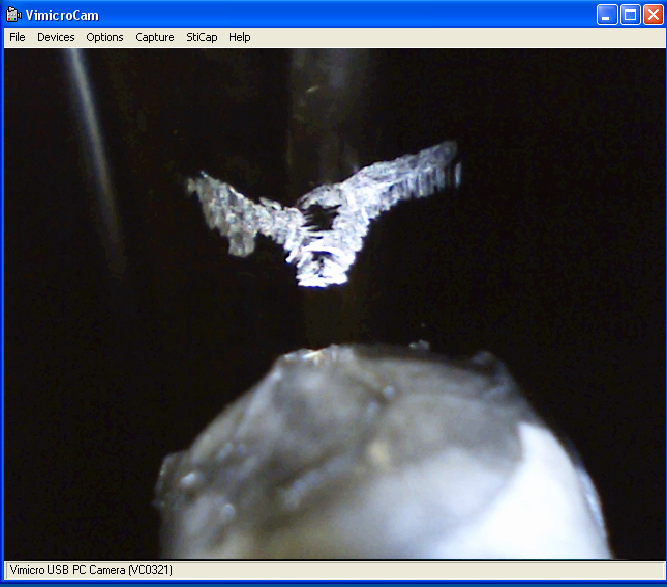 VimicroCam
File Devices Options Capture StiCap Help
Vimicro USB PC Camera (VC0321)